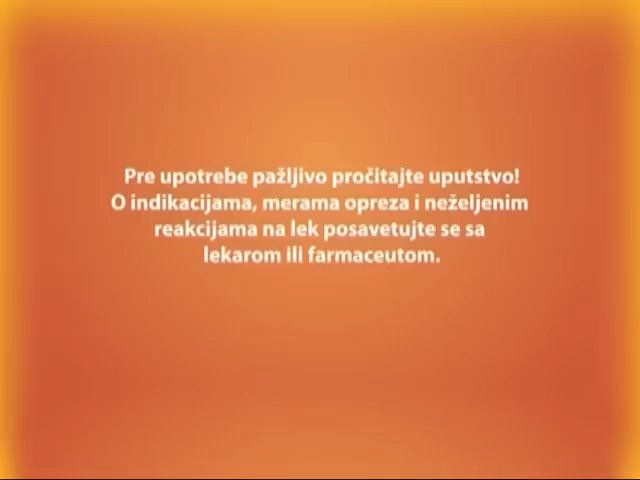 Pre upotrebe pažljivo pročitajte uputstvo!
O indikacijama, merama opreza i neželjenim
reakcijama na lek posavetujte se sa
lekarom ili farmaceutom.